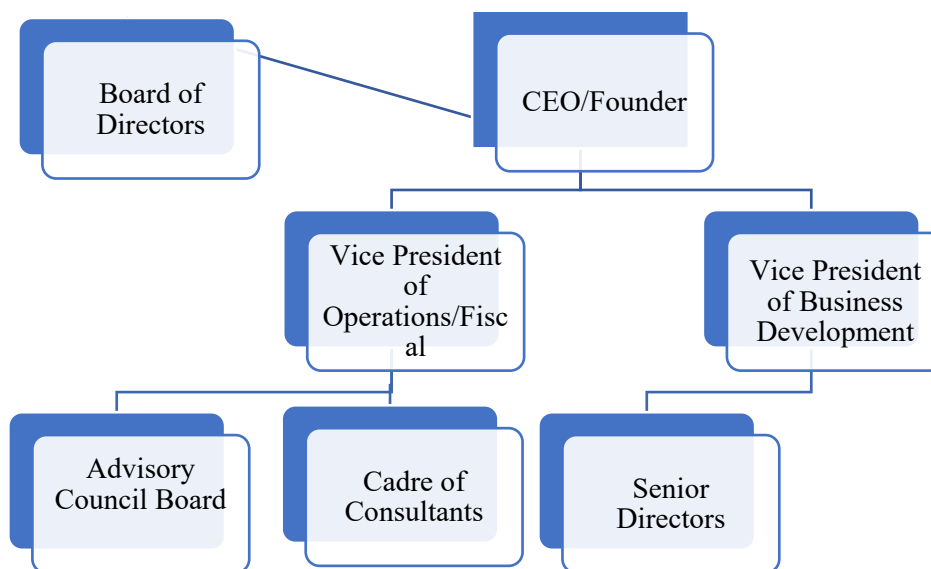 Board of
Directors
CEO/Founder
Vice President
of
Operations/Fisc
al
Vice President
of Business
Development
Advisory
Council Board
Cadre of
Consultants
Senior
Directors